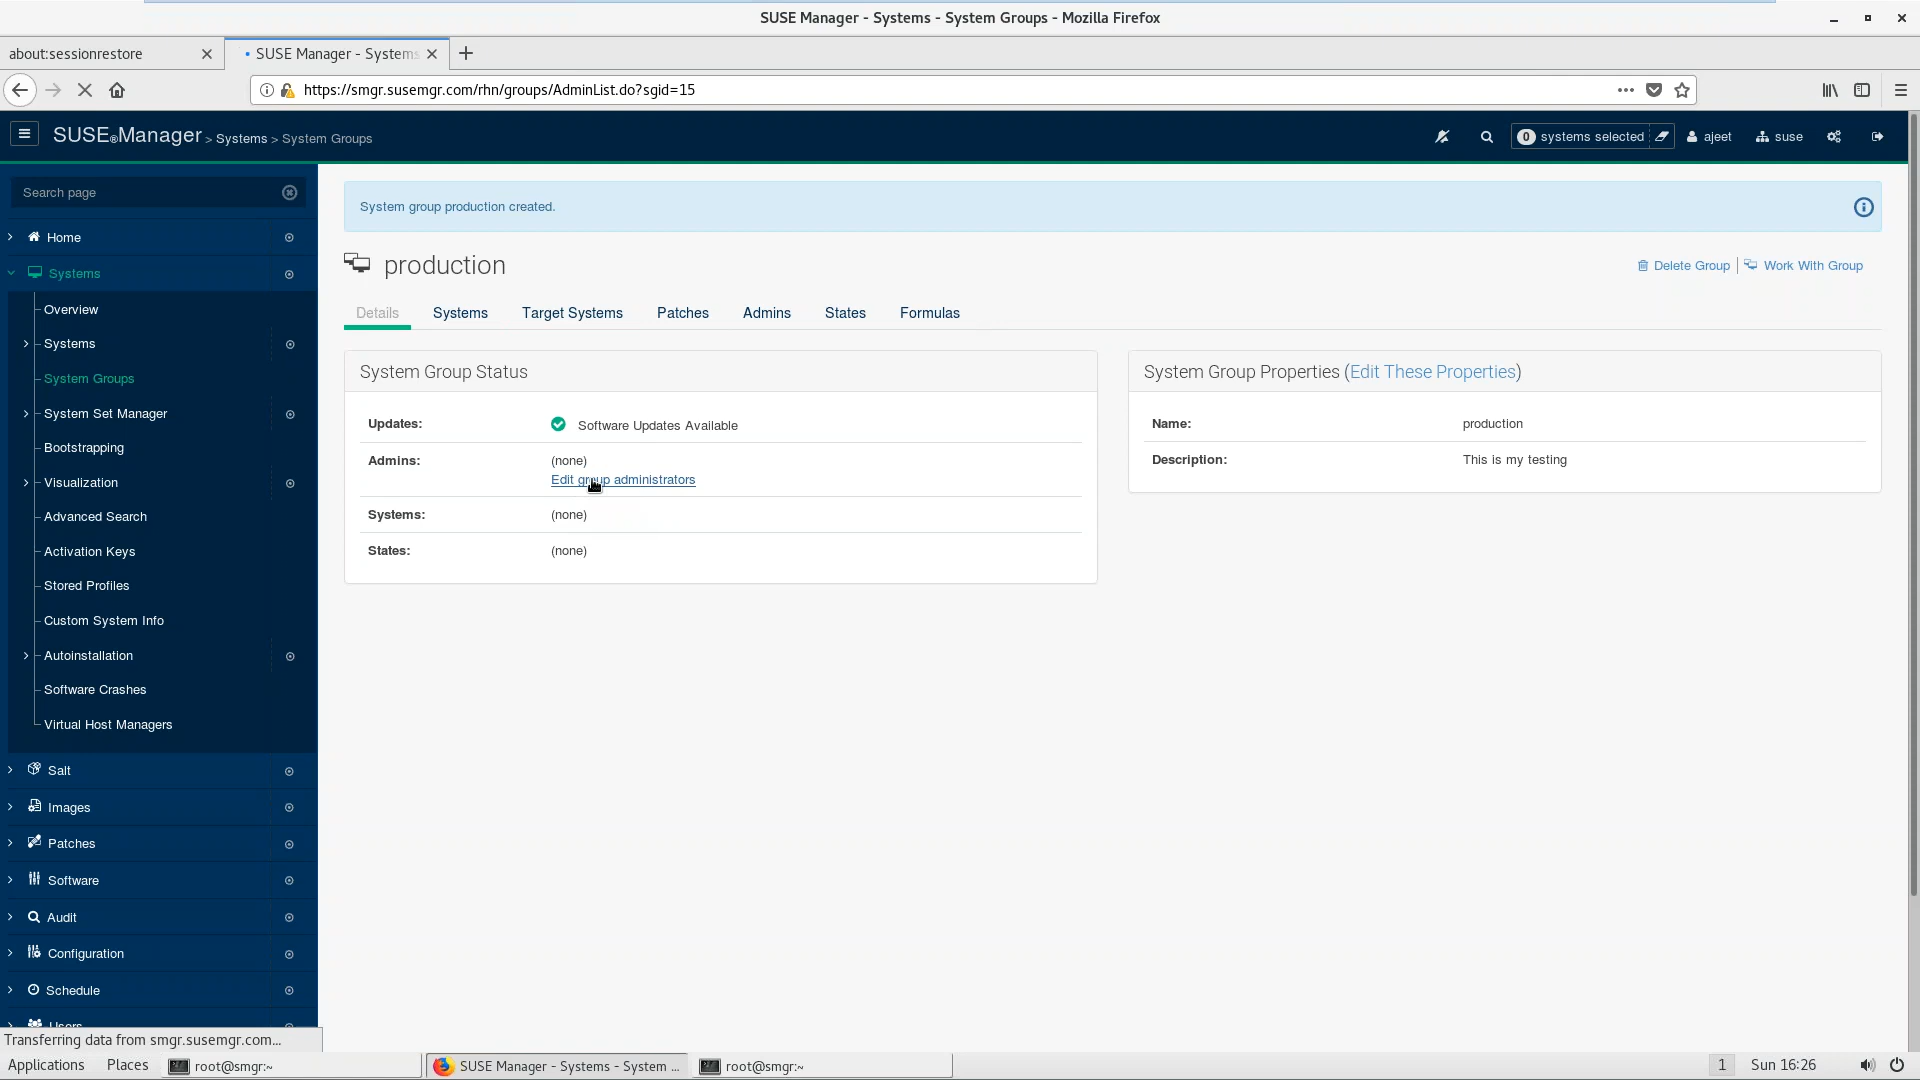 SUSE Manager - Systems - System Groups - Mozilla Firefox
about:sessionrestore
SUSE Manager - Systems
https://smgr.susemgr.com/rhn/groups/AdminList.do?sgid=15
SUSE®Manager > Systems > System Groups
0 systems selected
ajeet
suse
Search page
Home
Systems
Overview
Systems
System Groups
System Set Manager
Bootstrapping
Visualization
Advanced Search
Activation Keys
Stored Profiles
Custom System Info
Autoinstallation
Software Crashes
Virtual Host Managers
Salt
Images
Patches
Software
Audit
Configuration
Schedule
Users
System group production created.
production
Delete Group | Work With Group
Details Systems Target Systems Patches Admins States Formulas
System Group Status
Updates: Software Updates Available
Admins: (none)
Edit group administrators
Systems: (none)
States: (none)
System Group Properties (Edit These Properties)
Name: production
Description: This is my testing
Transferring data from smgr.susemgr.com...
Applications Places root@smgr:~ SUSE Manager - Systems - System ... root@smgr:~ 1 Sun 16:26